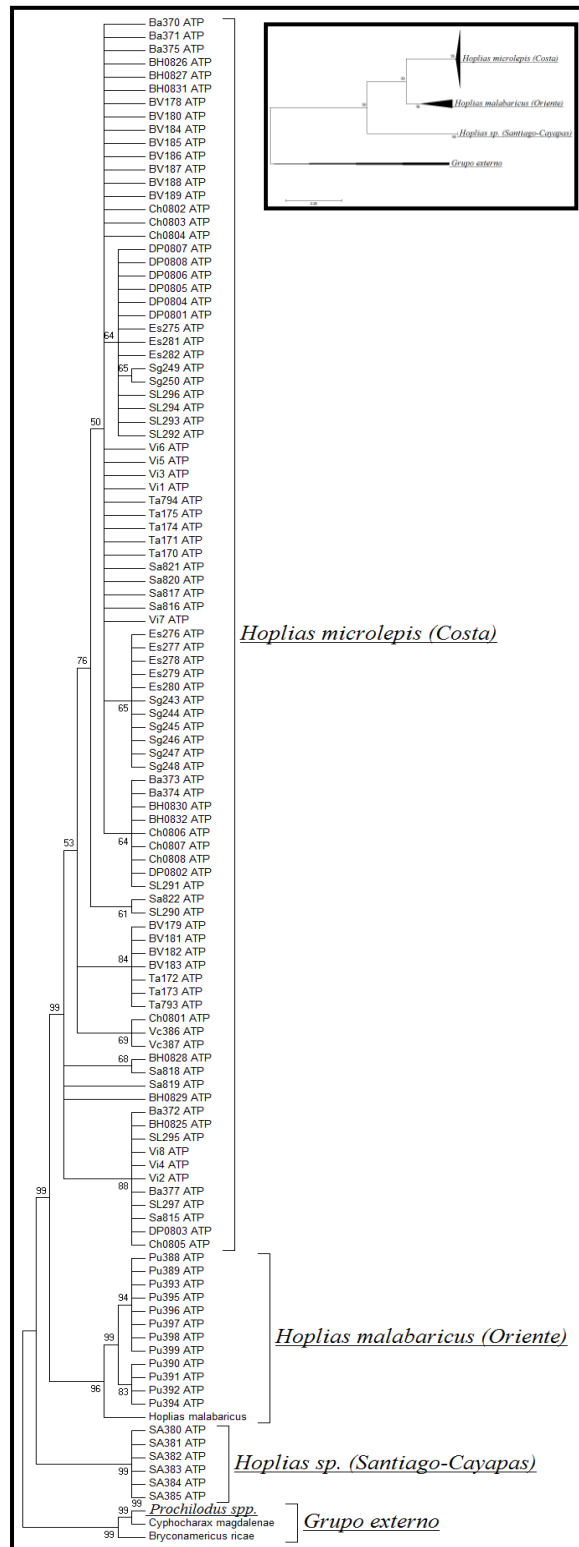 Ba370 ATP
Ba371 ATP
Ba375 ATP
BH0826 ATP
BH0827 ATP
BH0831 ATP
BV178 ATP
BV180 ATP
BV184 ATP
BV185 ATP
BV186 ATP
BV187 ATP
BV188 ATP
BV189 ATP
Ch0802 ATP
Ch0803 ATP
Ch0804 ATP
DP0807 ATP
DP0808 ATP
DP0806 ATP
DP0805 ATP
DP0804 ATP
DP0801 ATP
Es275 ATP
64
Es281 ATP
Es282 ATP
65
Sg249 ATP
Sg250 ATP
SL296 ATP
SL294 ATP
SL293 ATP
SL292 ATP
50
Vi6 ATP
Vi5 ATP
Vi3 ATP
Vi1 ATP
Ta794 ATP
Ta175 ATP
Ta174 ATP
Ta171 ATP
Ta170 ATP
Sa821 ATP
Sa820 ATP
Sa817 ATP
Sa816 ATP
Vi7 ATP
Es276 ATP
Es277 ATP
Es278 ATP
Es279 ATP
Es280 ATP
Sg243 ATP
65
Sg244 ATP
Sg245 ATP
Sg246 ATP
Sg247 ATP
Sg248 ATP
76
Ba373 ATP
Ba374 ATP
BH0830 ATP
BH0832 ATP
Ch0806 ATP
64
Ch0807 ATP
Ch0808 ATP
DP0802 ATP
SL291 ATP
Sa822 ATP
61
SL290 ATP
53
BV179 ATP
BV181 ATP
BV182 ATP
84
BV183 ATP
Ta172 ATP
Ta173 ATP
Ta793 ATP
Ch0801 ATP
Vc386 ATP
69
Vc387 ATP
99
68
BH0828 ATP
Sa818 ATP
Sa819 ATP
BH0829 ATP
Ba372 ATP
BH0825 ATP
SL295 ATP
Vi8 ATP
Vi4 ATP
Vi2 ATP
88
Ba377 ATP
SL297 ATP
Sa815 ATP
DP0803 ATP
Ch0805 ATP
Hoplias microlepis (Costa)
99
Pu388 ATP
Pu389 ATP
Pu393 ATP
94
Pu395 ATP
Pu396 ATP
Pu397 ATP
99
Pu398 ATP
Pu399 ATP
Pu390 ATP
Pu391 ATP
83
Pu392 ATP
Pu394 ATP
96
Hoplias malabaricus
Hoplias malabaricus (Oriente)
SA380 ATP
SA381 ATP
SA382 ATP
99
SA383 ATP
SA384 ATP
SA385 ATP
Hoplias sp. (Santiago-Cayapas)
99
99
Prochilodus spp.
Cyphocharax magdalenae
99
Bryconamericus ricae
Grupo externo
Hoplias microlepis (Costa)
Hoplias malabaricus (Oriente)
Hoplias sp. (Santiago-Cayapas)
Grupo externo